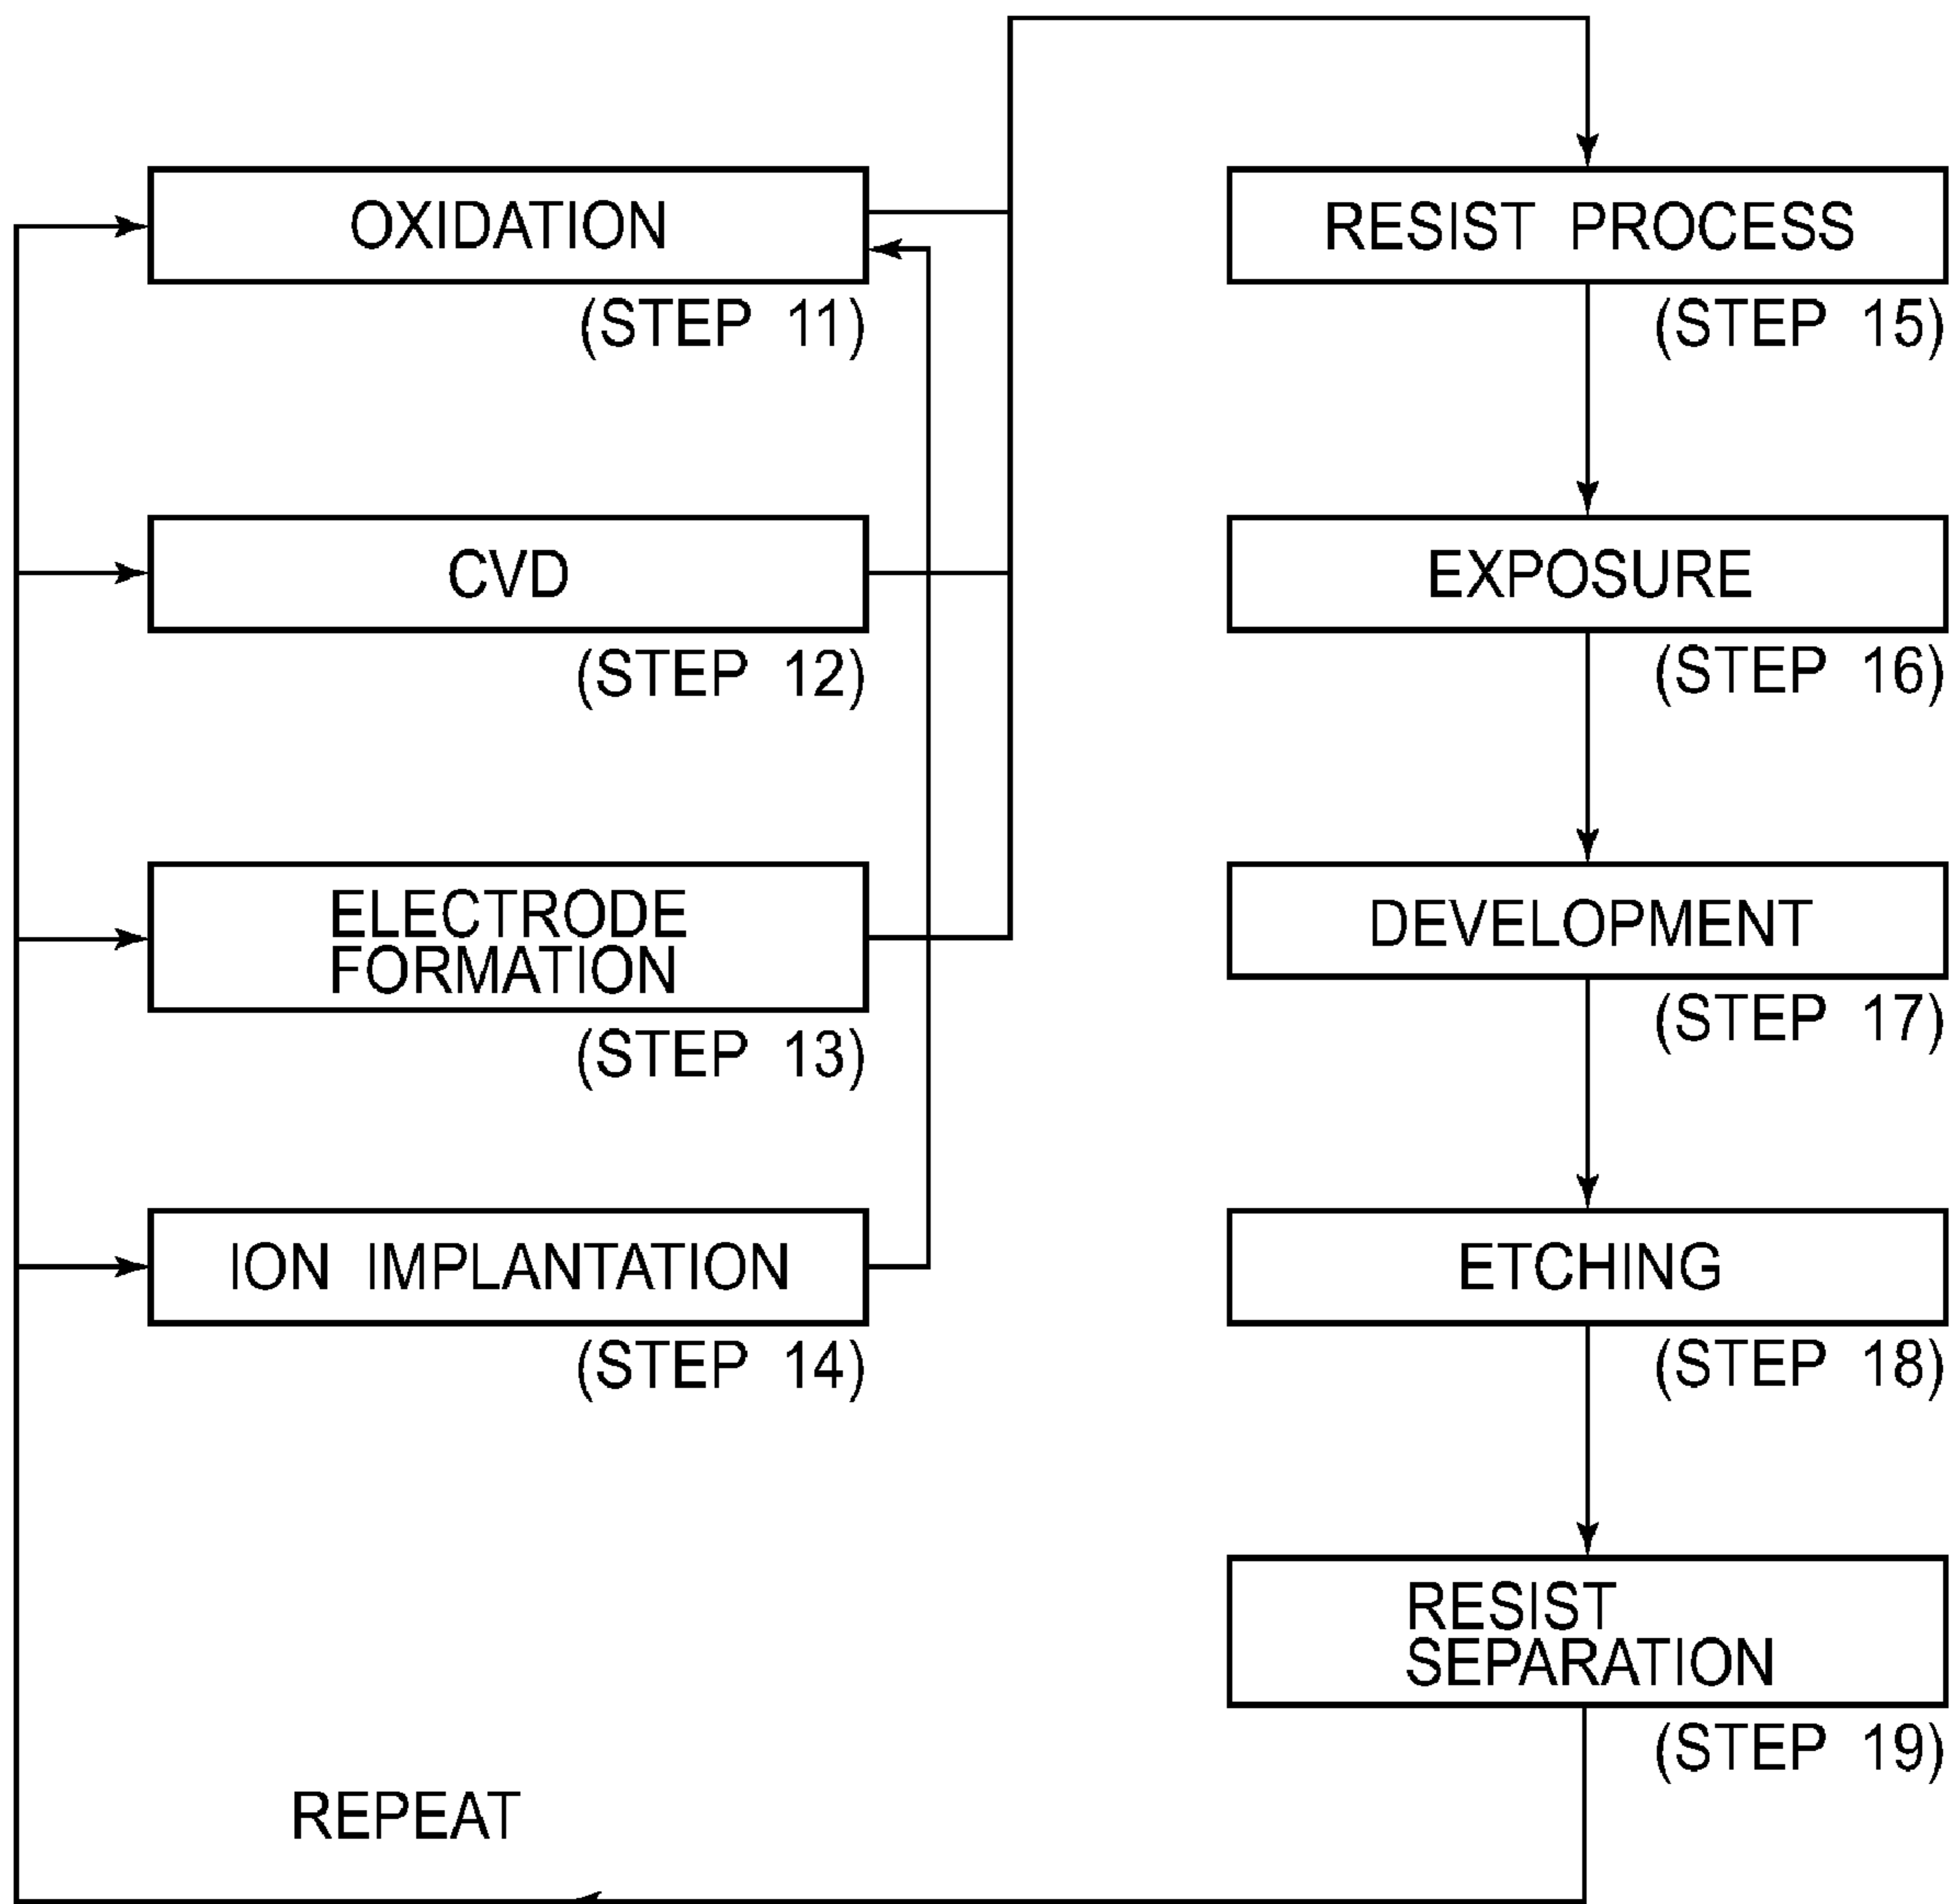 OXIDATION
(STEP 11)
CVD
(STEP 12)
ELECTRODE
FORMATION
(STEP 13)
ION IMPLANTATION
(STEP 14)
RESIST PROCESS
(STEP 15)
EXPOSURE
(STEP 16)
DEVELOPMENT
(STEP 17)
ETCHING
(STEP 18)
RESIST
SEPARATION
(STEP 19)
REPEAT